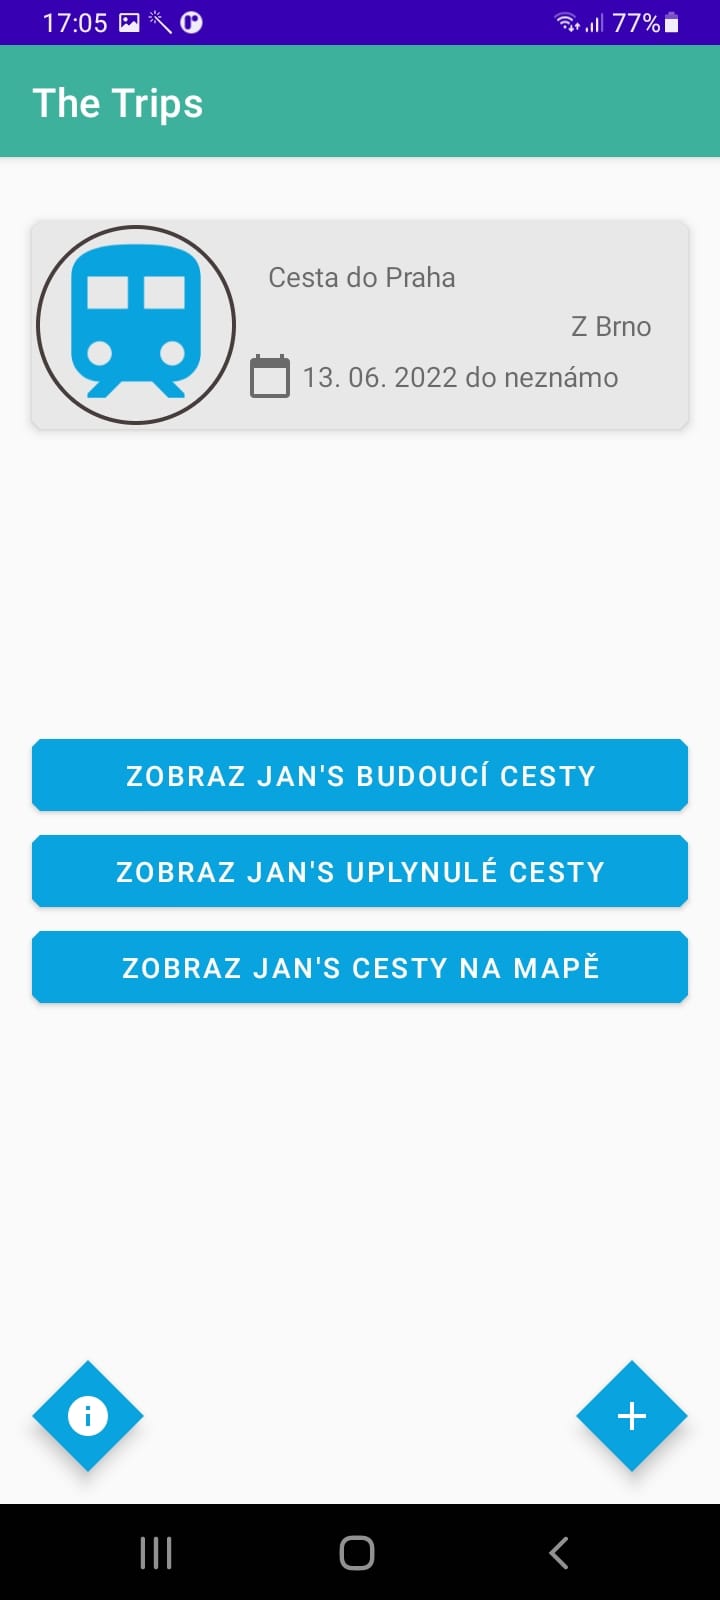 17:05 77%
The Trips
Cesta do Praha
Z Brno
13. 06. 2022 do neznámo
ZOBRAZ JAN'S BUDOUCÍ CESTY
ZOBRAZ JAN'S UPLYNULÉ CESTY
ZOBRAZ JAN'S CESTY NA MAPĚ